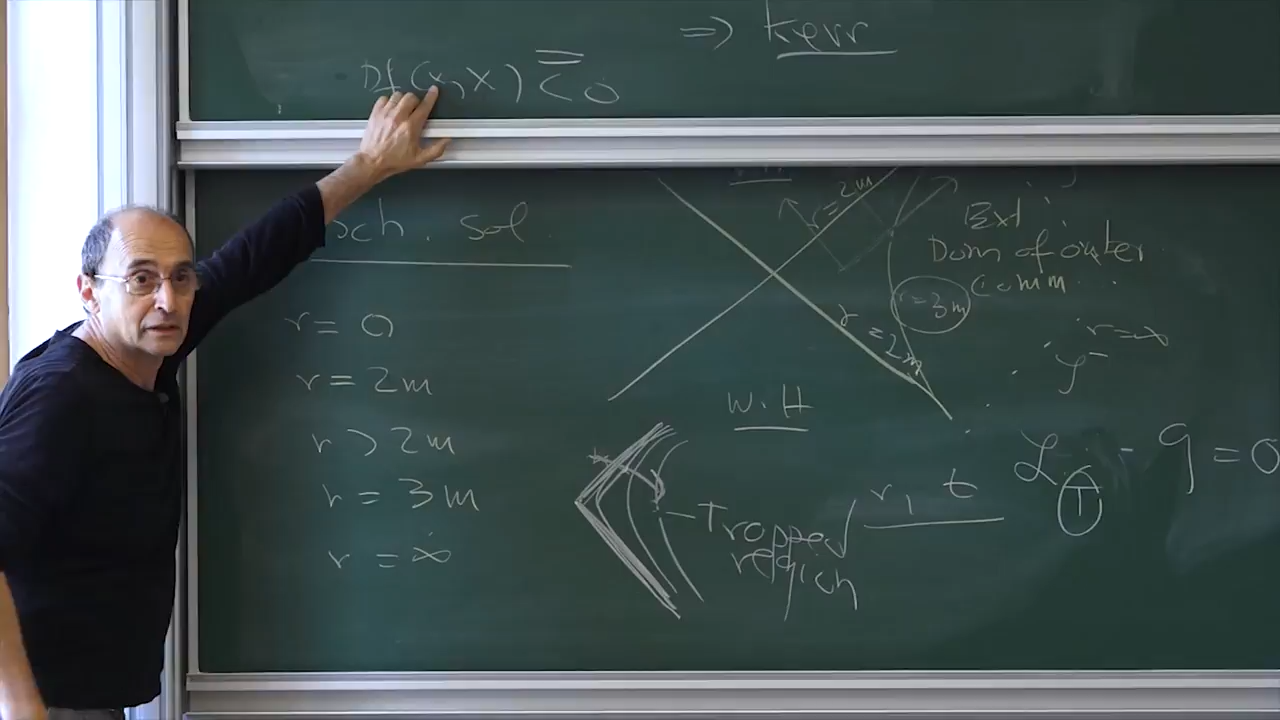 => Kerr
Df(x, X) < 0
sch. sol.
r = 0
r = 2m
r > 2m
r = 3m
r = ∞
r = 2m
r = 2m
r = 3m
Ext
Dom of outer
Comm...
r = ∞
W.H
Trapped
region
r, t
L T g = 0